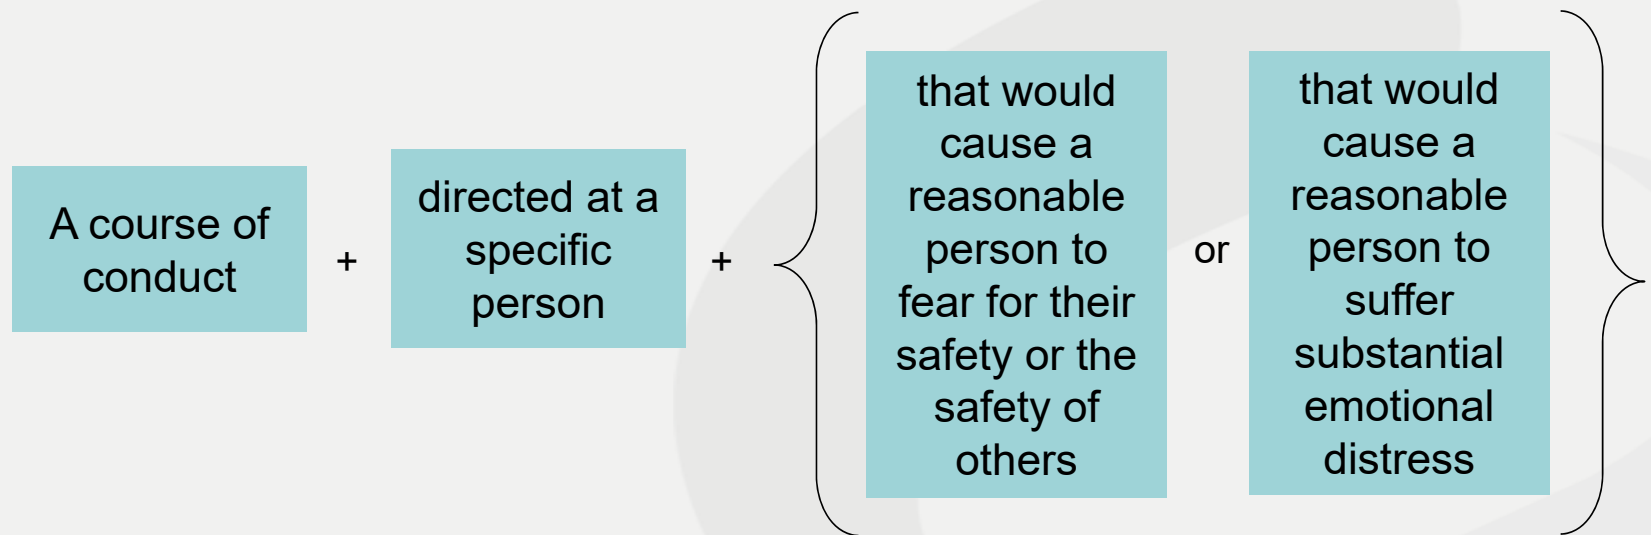 A course of
conduct
+
directed at a
specific
person
+
that would
cause a
reasonable
person to
fear for their
safety or the
safety of
others
or
that would
cause a
reasonable
person to
suffer
substantial
emotional
distress